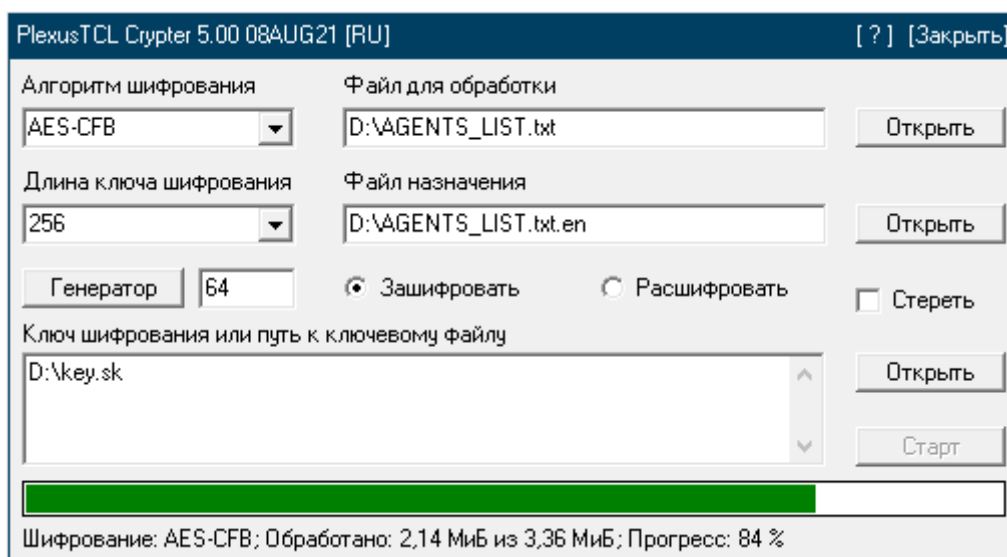 PlexusTCL Crypter 5.00 08AUG21 [RU] [ ? ] [Закрыть]
Алгоритм шифрования Файл для обработки
AES-CFB D:\AGENTS_LIST.txt Открыть
Длина ключа шифрования Файл назначения
256 D:\AGENTS_LIST.txt.en Открыть
Генератор 64 Зашифровать Расшифровать Стереть
Ключ шифрования или путь к ключевому файлу
D:\key.sk Открыть
Старт
Шифрование: AES-CFB; Обработано: 2,14 МиБ из 3,36 МиБ; Прогресс: 84 %